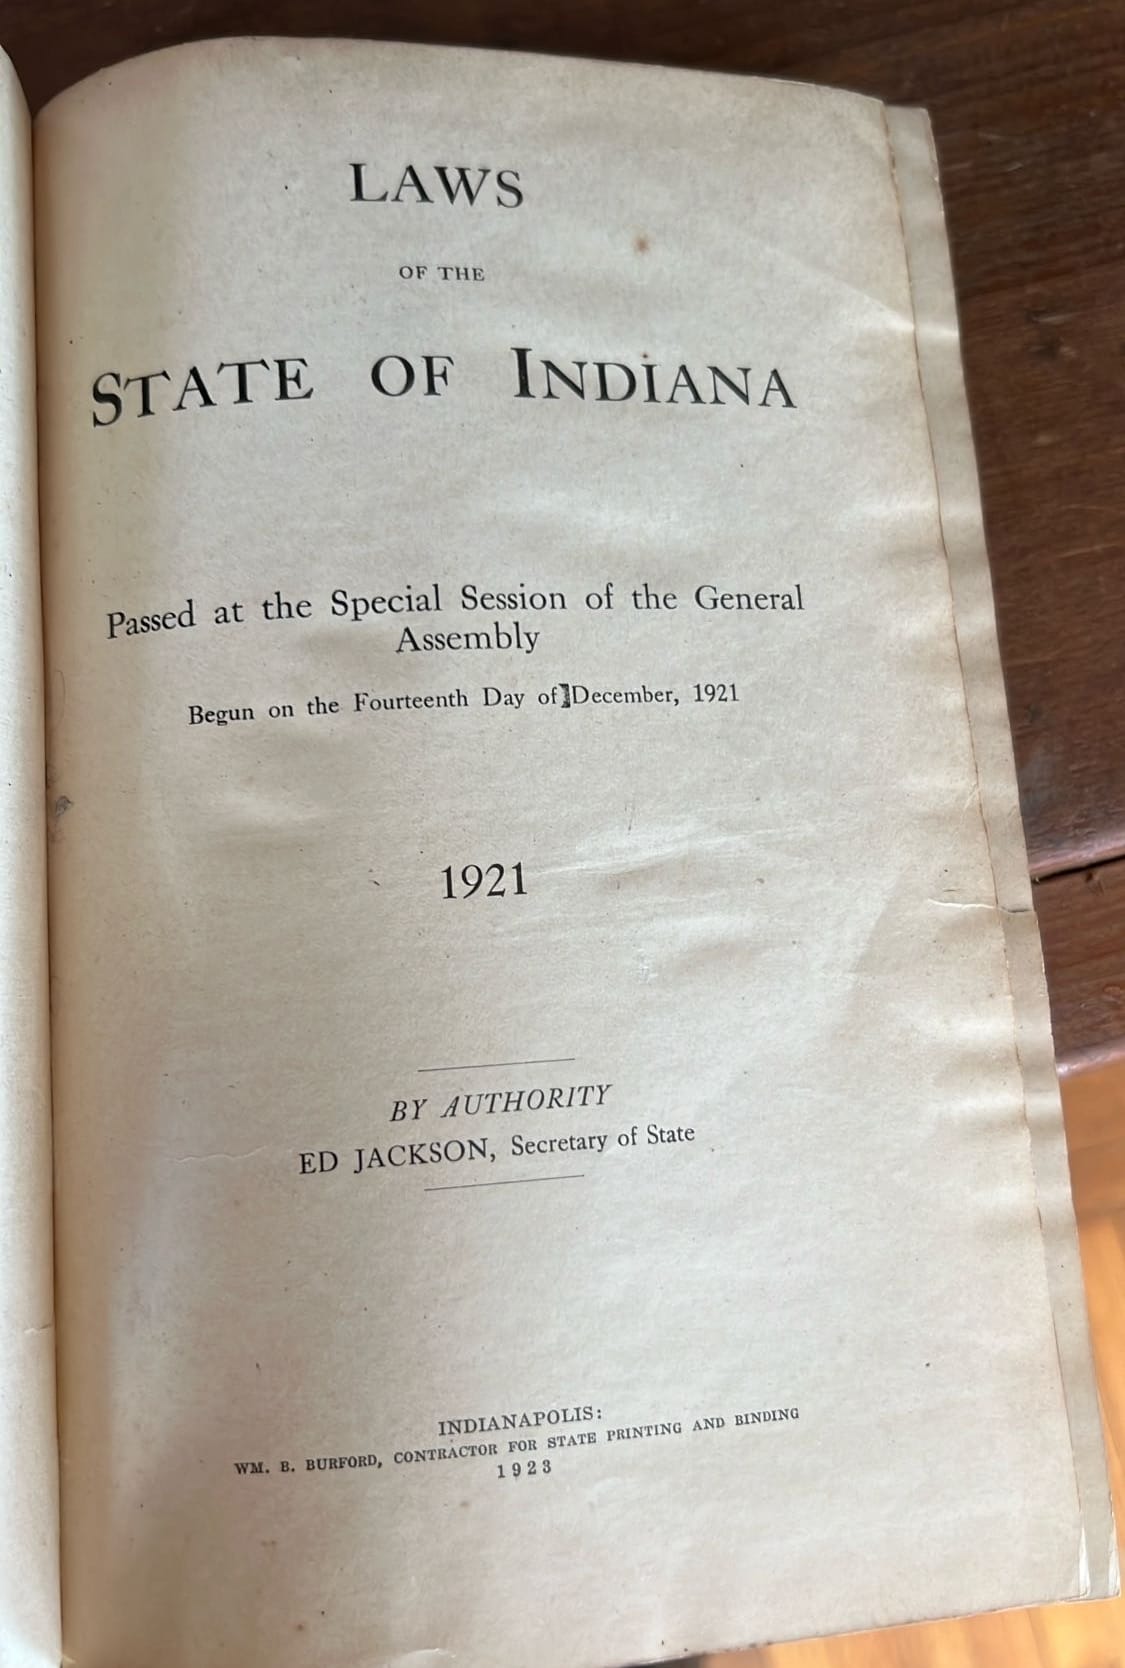 LAWS
OF THE
STATE OF INDIANA
Passed at the Special Session of the General
Assembly
Begun on the Fourteenth Day of December, 1921
1921
BY AUTHORITY
ED JACKSON, Secretary of State
INDIANAPOLIS:
WM. B. BURFORD, CONTRACTOR FOR STATE PRINTING AND BINDING
1923